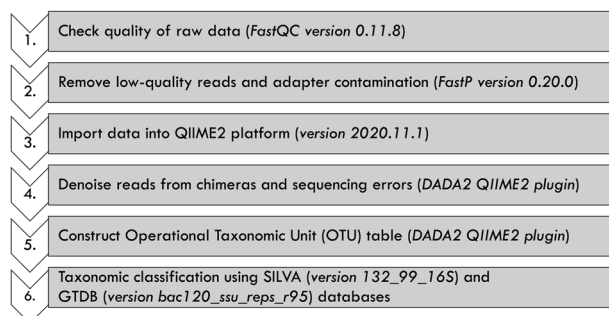 1. Check quality of raw data (FastQC version 0.11.8)
2. Remove low-quality reads and adapter contamination (FastP version 0.20.0)
3. Import data into QIIME2 platform (version 2020.11.1)
4. Denoise reads from chimeras and sequencing errors (DADA2 QIIME2 plugin)
5. Construct Operational Taxonomic Unit (OTU) table (DADA2 QIIME2 plugin)
6. Taxonomic classification using SILVA (version 132_99_16S) and
GTDB (version bac120_ssu_reps_r95) databases